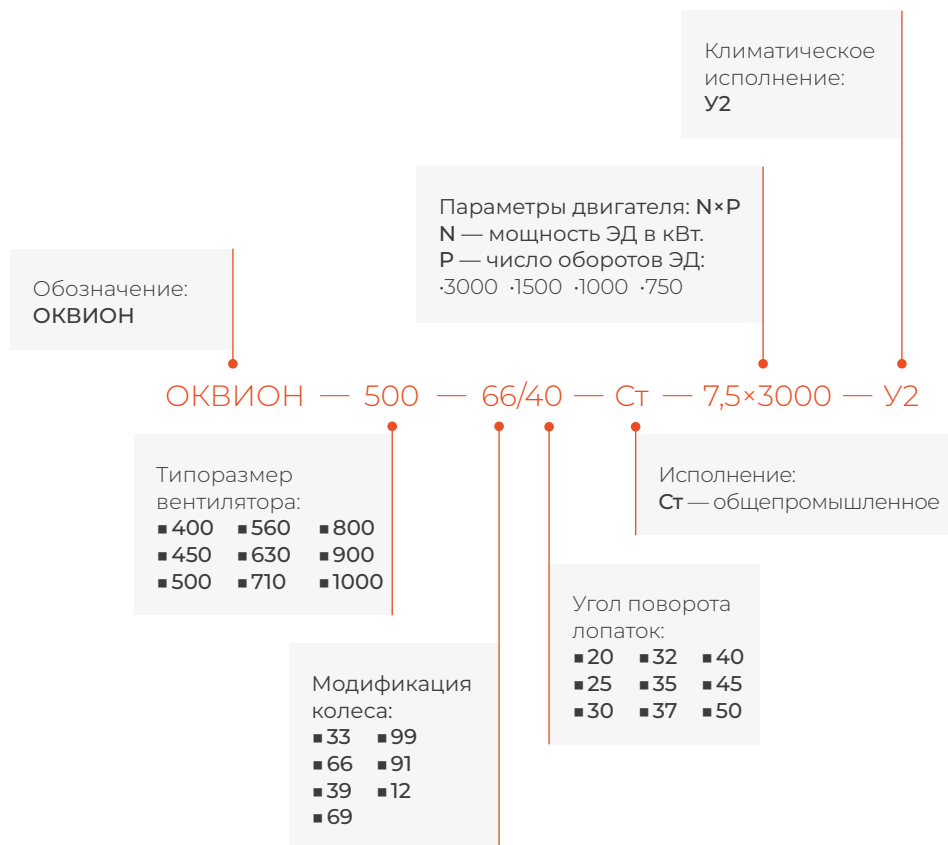 Климатическое
исполнение:
У2
Параметры двигателя: N×P
N — мощность ЭД в кВт.
P — число оборотов ЭД:
·3000 ·1500 ·1000 ·750
Обозначение:
ОКВИОН
ОКВИОН — 500 — 66/40 — Ст — 7,5×3000 — У2
Типоразмер
вентилятора:
▪ 400 ▪ 560 ▪ 800
▪ 450 ▪ 630 ▪ 900
▪ 500 ▪ 710 ▪ 1000
Исполнение:
Ст — общепромышленное
Модификация
колеса:
▪ 33 ▪ 99
▪ 66 ▪ 91
▪ 39 ▪ 12
▪ 69
Угол поворота
лопаток:
▪ 20 ▪ 32 ▪ 40
▪ 25 ▪ 35 ▪ 45
▪ 30 ▪ 37 ▪ 50